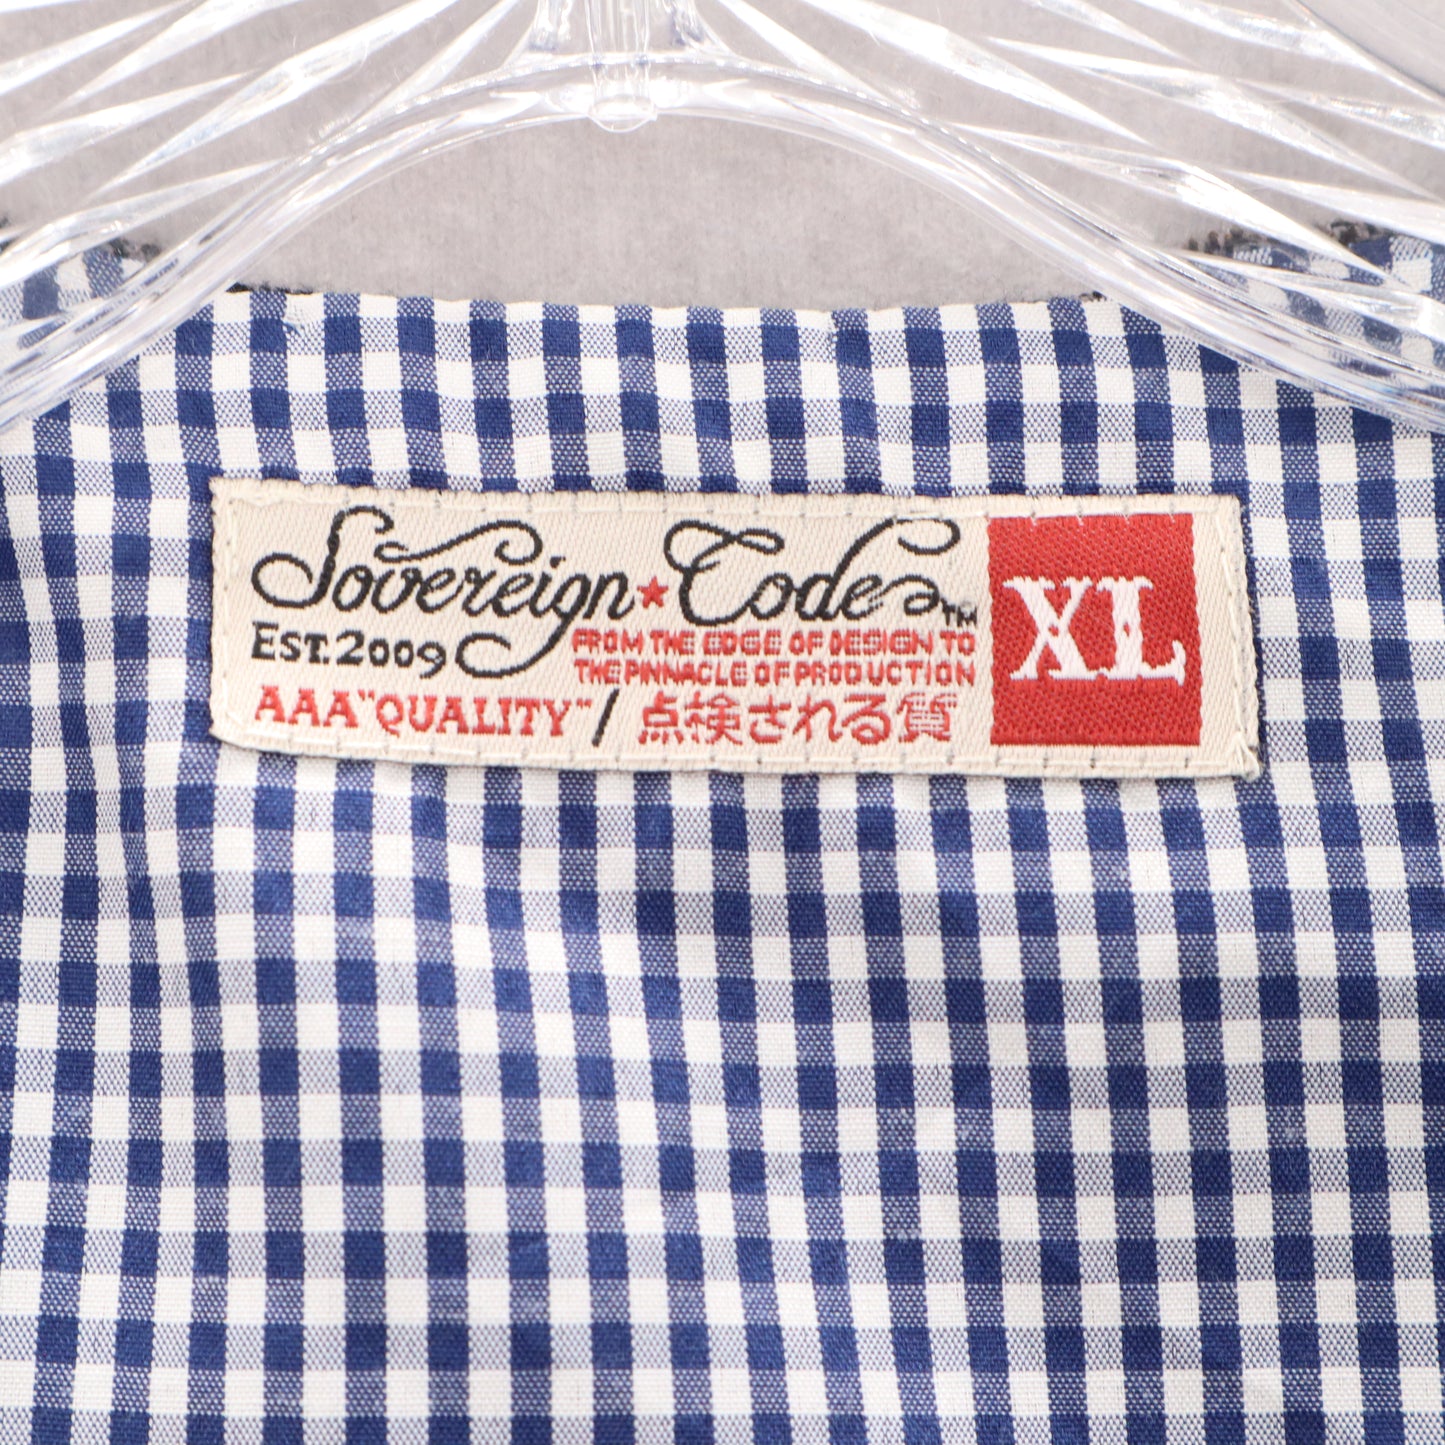 Sovereign★Code™
EST. 2009
FROM THE EDGE OF DESIGN TO
THE PINNACLE OF PRODUCTION
AAA "QUALITY" / 点検される質
XL